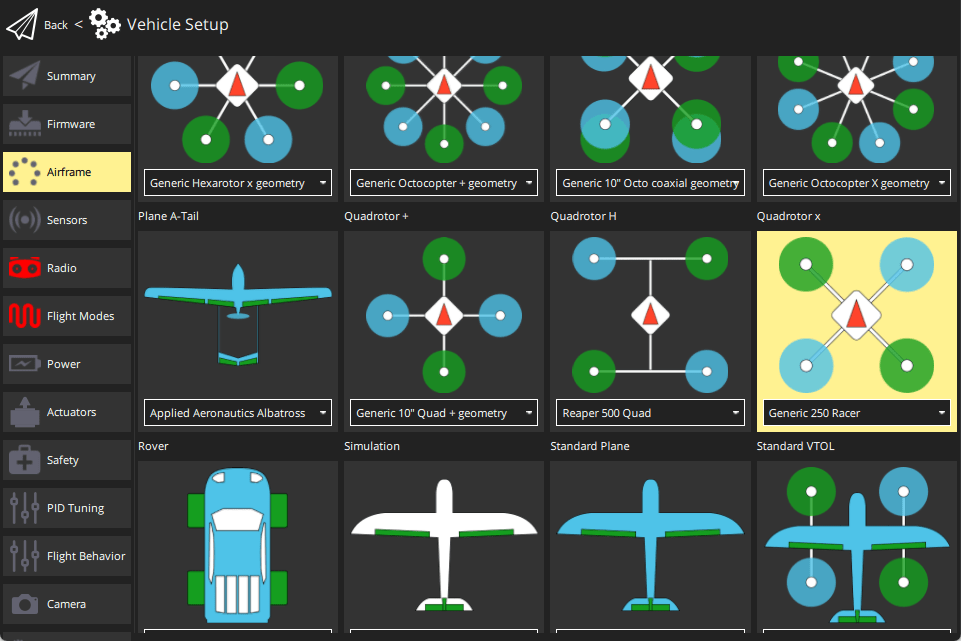 Back < Vehicle Setup
Summary
Firmware
Airframe
Sensors
Radio
Flight Modes
Power
Actuators
Safety
PID Tuning
Flight Behavior
Camera
Generic Hexarotor x geometry
Generic Octocopter + geometry
Generic 10" Octo coaxial geometry
Generic Octocopter X geometry
Plane A-Tail
Quadrotor +
Quadrotor H
Quadrotor x
Applied Aeronautics Albatross
Generic 10" Quad + geometry
Reaper 500 Quad
Generic 250 Racer
Rover
Simulation
Standard Plane
Standard VTOL